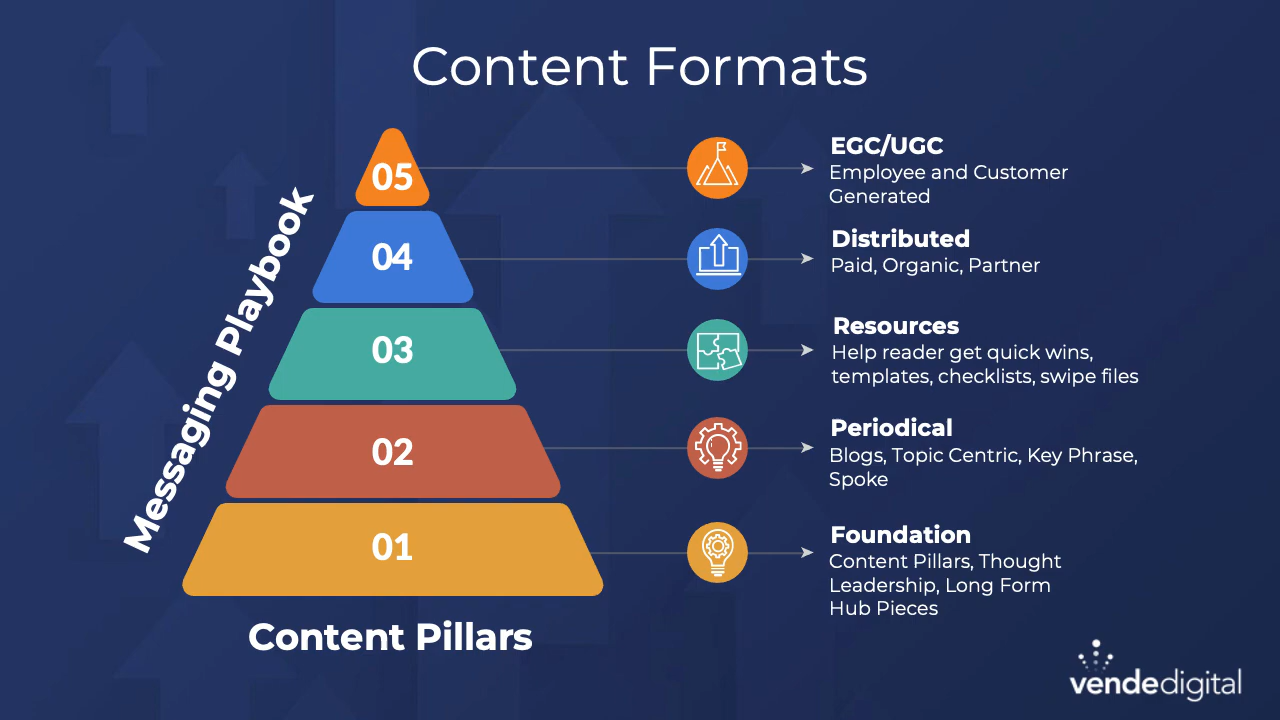 Content Formats
Messaging Playbook
05
EGC/UGC
Employee and Customer
Generated
04
Distributed
Paid, Organic, Partner
03
Resources
Help reader get quick wins,
templates, checklists, swipe files
02
Periodical
Blogs, Topic Centric, Key Phrase,
Spoke
01
Foundation
Content Pillars, Thought
Leadership, Long Form
Hub Pieces
Content Pillars
vendedigital